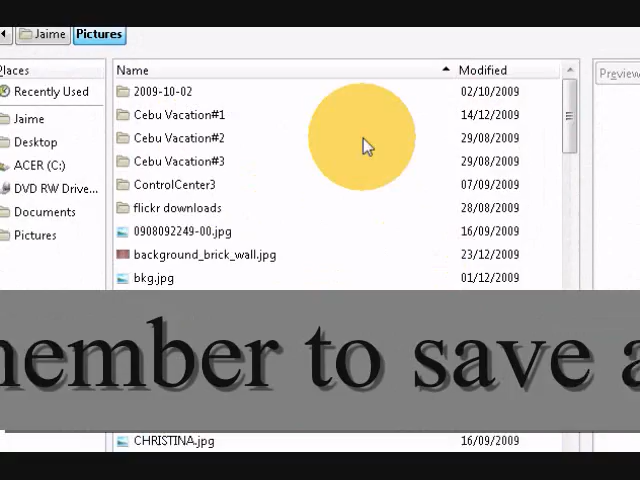 Jaime Pictures
Places Name Modified Preview
Recently Used 2009-10-02 02/10/2009
Jaime Cebu Vacation#1 14/12/2009
Desktop Cebu Vacation#2 29/08/2009
ACER (C:) Cebu Vacation#3 29/08/2009
DVD RW Drive... ControlCenter3 07/09/2009
Documents flickr downloads 28/08/2009
Pictures 0908092249-00.jpg 16/09/2009
background_brick_wall.jpg 23/12/2009
bkg.jpg 01/12/2009
member to save a
CHRISTINA.jpg 16/09/2009